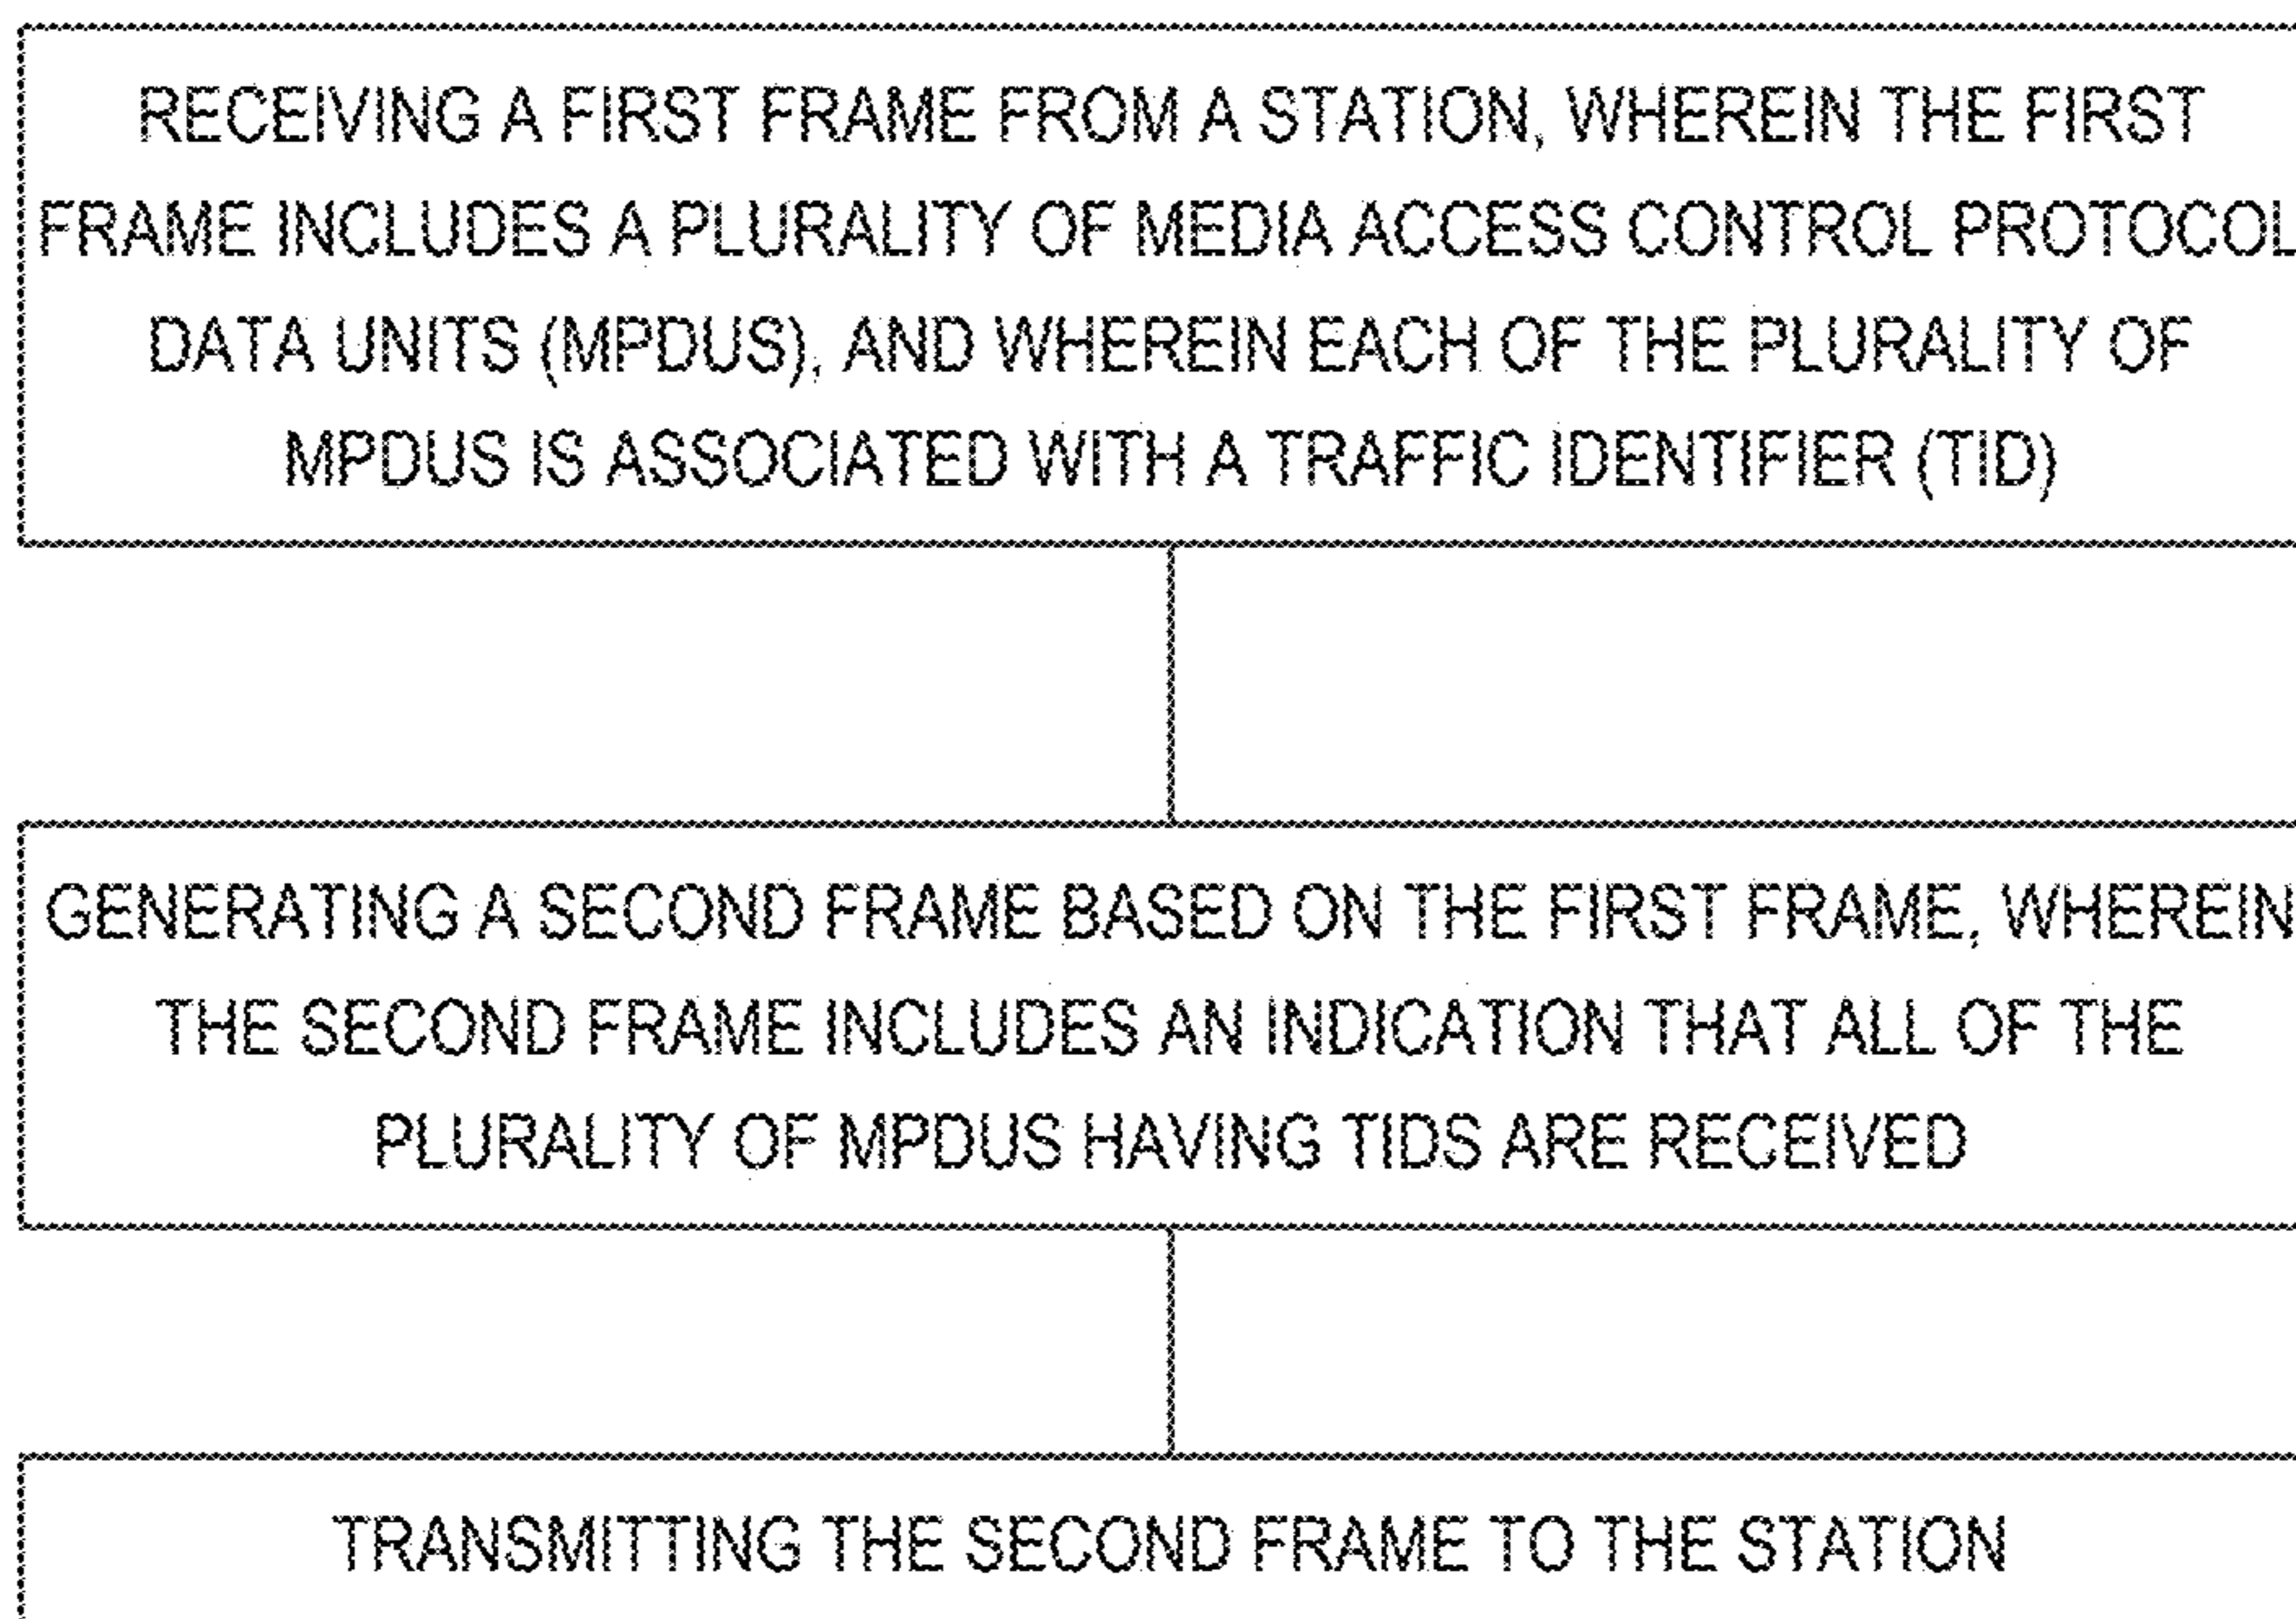 RECEIVING A FIRST FRAME FROM A STATION, WHEREIN THE FIRST
FRAME INCLUDES A PLURALITY OF MEDIA ACCESS CONTROL PROTOCOL
DATA UNITS (MPDUS), AND WHEREIN EACH OF THE PLURALITY OF
MPDUS IS ASSOCIATED WITH A TRAFFIC IDENTIFIER (TID)
GENERATING A SECOND FRAME BASED ON THE FIRST FRAME, WHEREIN
THE SECOND FRAME INCLUDES AN INDICATION THAT ALL OF THE
PLURALITY OF MPDUS HAVING TIDS ARE RECEIVED
TRANSMITTING THE SECOND FRAME TO THE STATION